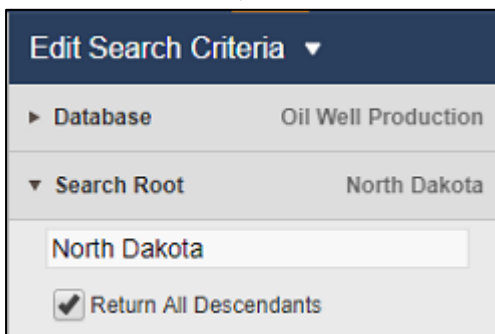 Edit Search Criteria
Database Oil Well Production
Search Root North Dakota
North Dakota
Return All Descendants